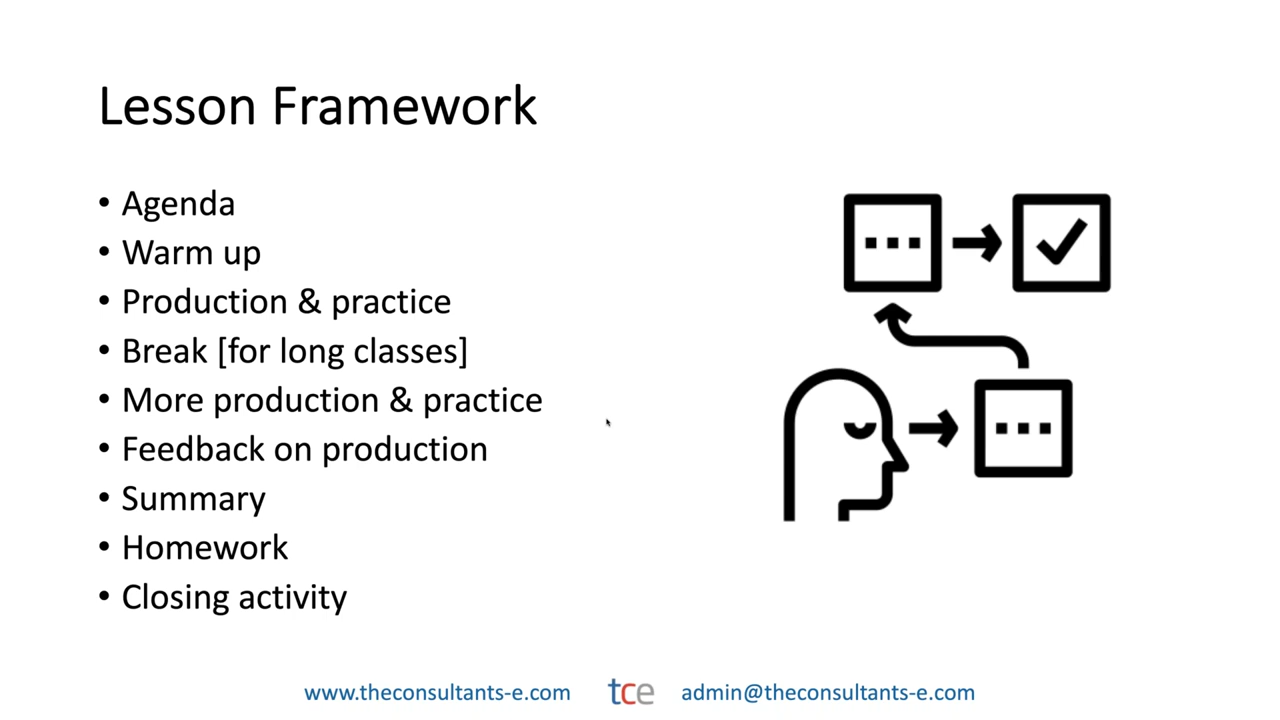 Lesson Framework
• Agenda
• Warm up
• Production & practice
• Break [for long classes]
• More production & practice
• Feedback on production
• Summary
• Homework
• Closing activity
www.theconsultants-e.com tce admin@theconsultants-e.com